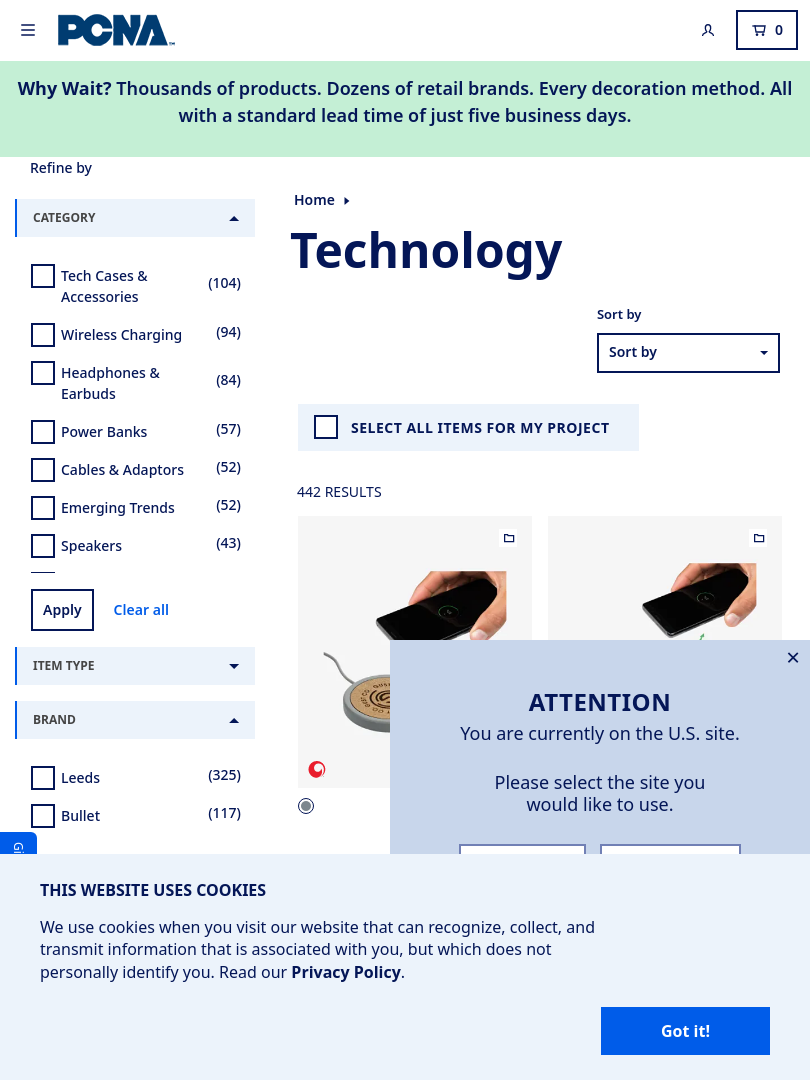 PCNA
0
Why Wait? Thousands of products. Dozens of retail brands. Every decoration method. All
with a standard lead time of just five business days.
Refine by
CATEGORY
Tech Cases &
Accessories
(104)
Wireless Charging
(94)
Headphones &
Earbuds
(84)
Power Banks
(57)
Cables & Adaptors
(52)
Emerging Trends
(52)
Speakers
(43)
Apply
Clear all
ITEM TYPE
BRAND
Leeds
(325)
Bullet
(117)
Home
Technology
Sort by
Sort by
SELECT ALL ITEMS FOR MY PROJECT
442 RESULTS
ATTENTION
You are currently on the U.S. site.
Please select the site you
would like to use.
THIS WEBSITE USES COOKIES
We use cookies when you visit our website that can recognize, collect, and
transmit information that is associated with you, but which does not
personally identify you. Read our Privacy Policy.
Got it!